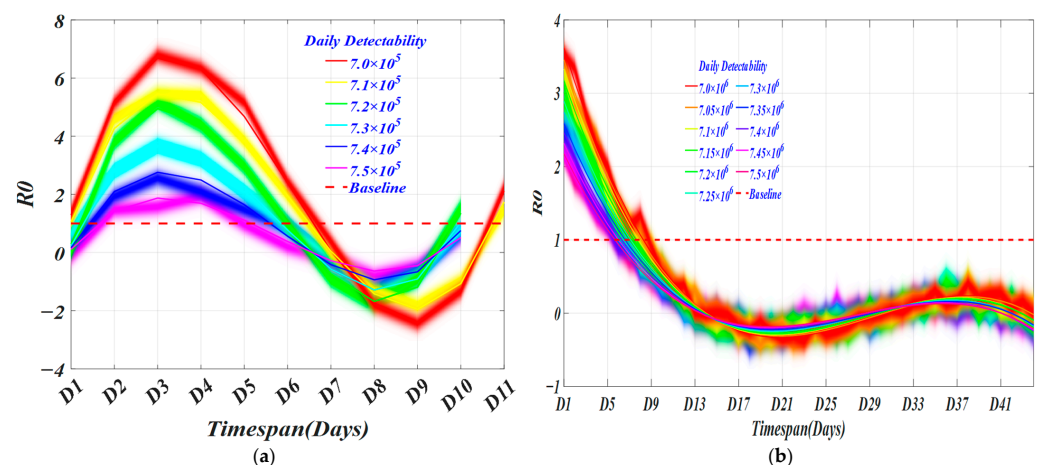 8
6
4
2
0
−2
−4
R0
Daily Detectability
7.0×10^5
7.1×10^5
7.2×10^5
7.3×10^5
7.4×10^5
7.5×10^5
Baseline
D1 D2 D3 D4 D5 D6 D7 D8 D9 D10 D11
Timespan(Days)
(a)
4
3
2
1
0
-1
R0
Daily Detectability
7.0×10^6 7.3×10^6
7.05×10^6 7.35×10^6
7.1×10^6 7.4×10^6
7.15×10^6 7.45×10^6
7.2×10^6 7.5×10^6
7.25×10^6 Baseline
D1 D5 D9 D13 D17 D21 D25 D29 D33 D37 D41
Timespan(Days)
(b)